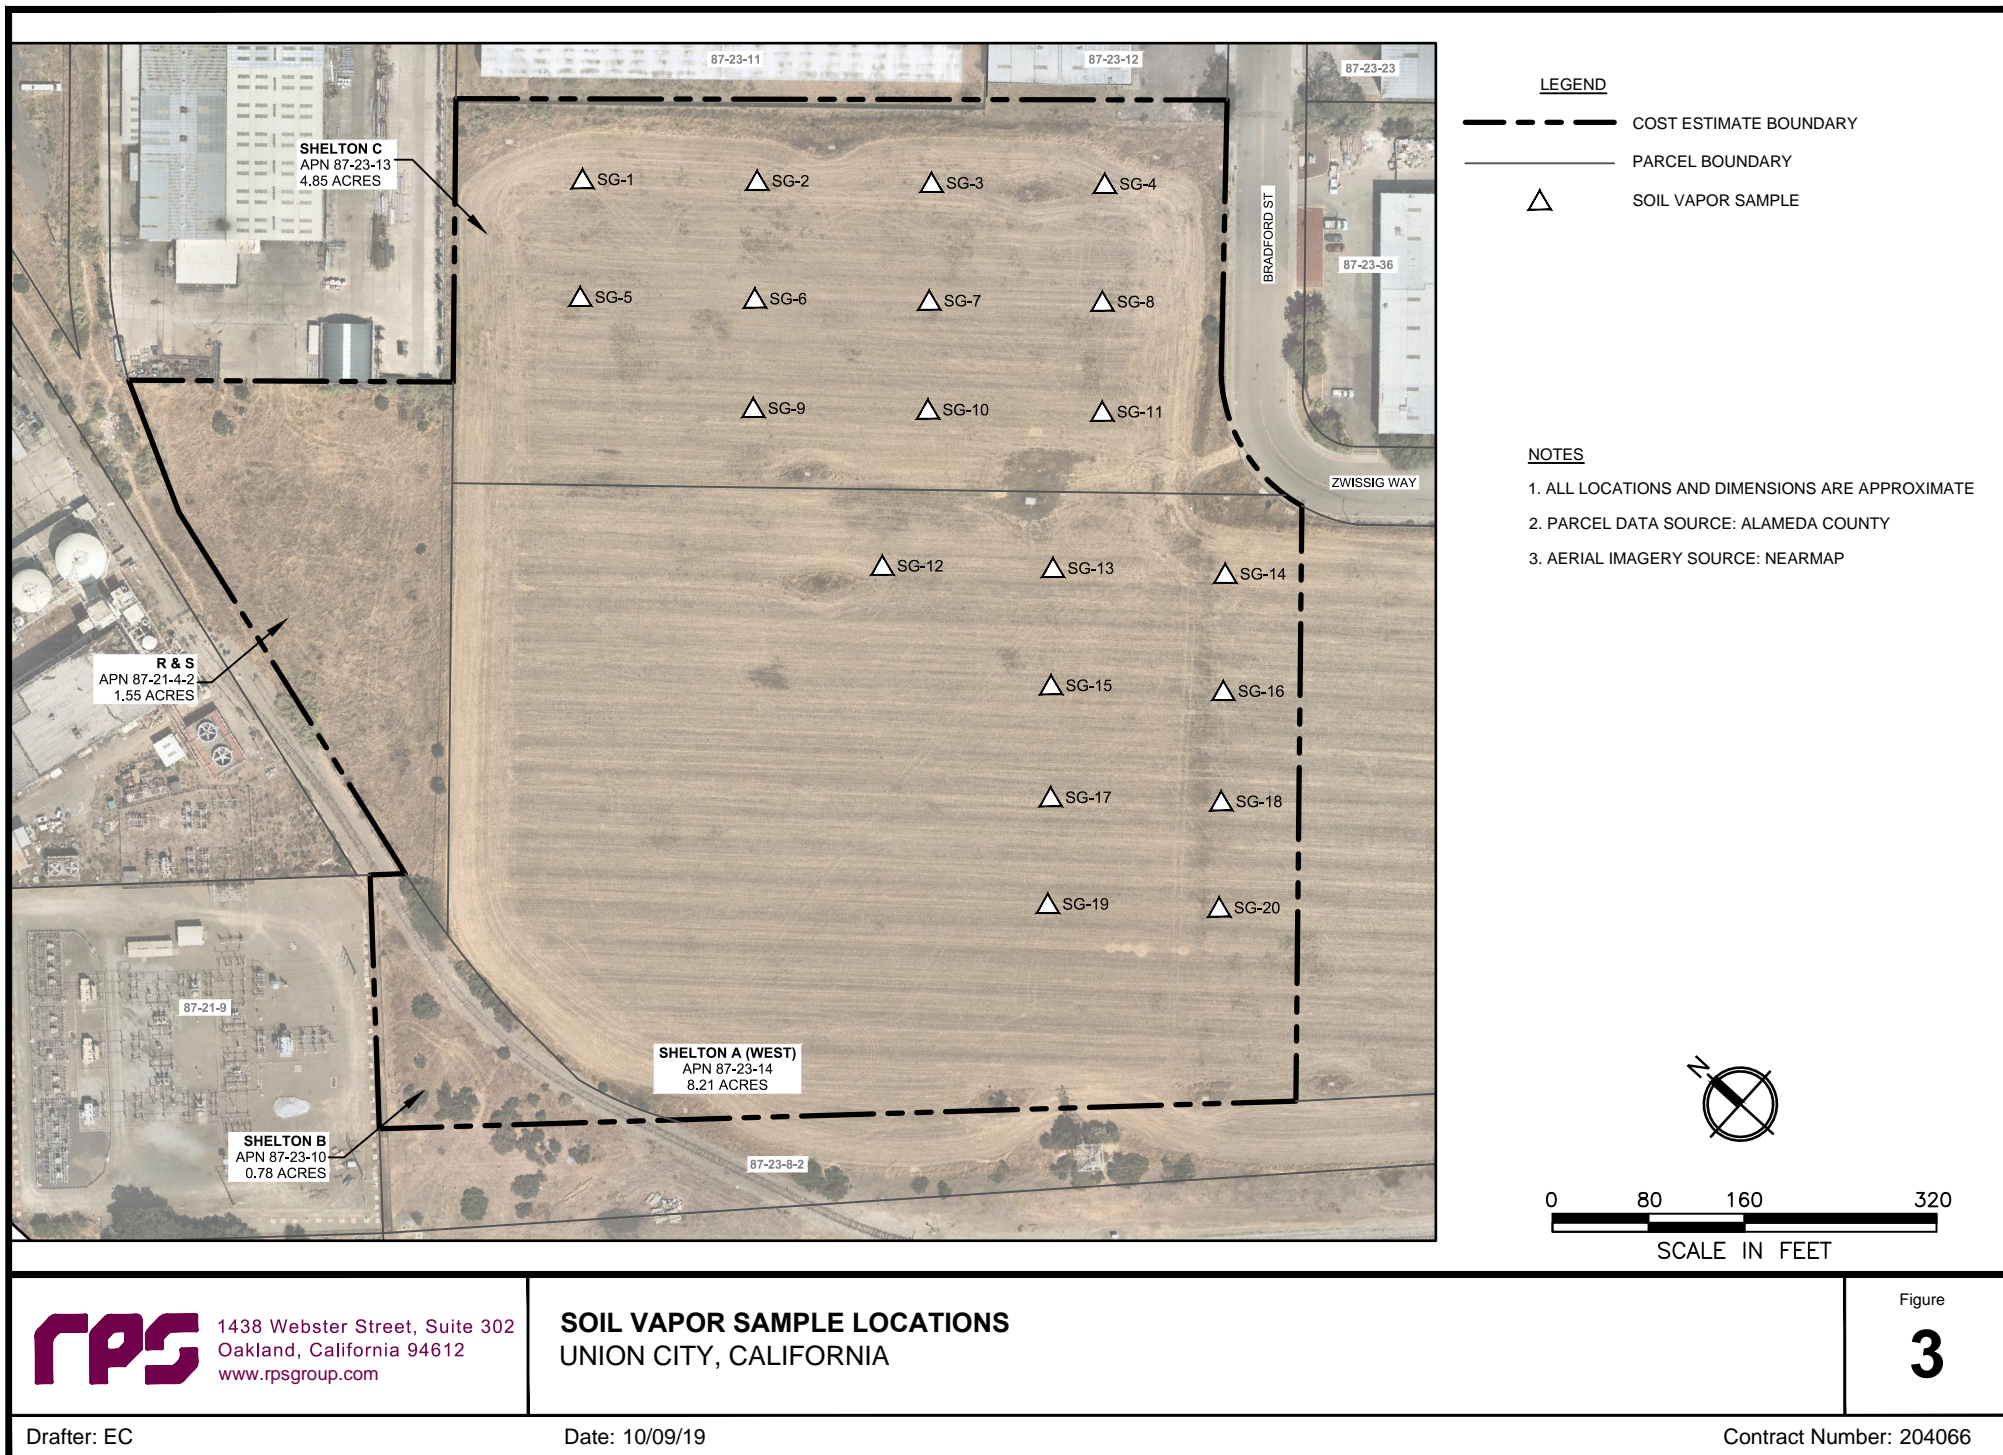 87-23-11
87-23-12
87-23-23
SHELTON C
APN 87-23-13
4.85 ACRES
SG-1
SG-2
SG-3
SG-4
BRADFORD ST
87-23-36
SG-5
SG-6
SG-7
SG-8
SG-9
SG-10
SG-11
ZWISSIG WAY
SG-12
SG-13
SG-14
R & S
APN 87-21-4-2
1.55 ACRES
SG-15
SG-16
SG-17
SG-18
SG-19
SG-20
87-21-9
SHELTON A (WEST)
APN 87-23-14
8.21 ACRES
SHELTON B
APN 87-23-10
0.78 ACRES
87-23-8-2
LEGEND
COST ESTIMATE BOUNDARY
PARCEL BOUNDARY
SOIL VAPOR SAMPLE
NOTES
1. ALL LOCATIONS AND DIMENSIONS ARE APPROXIMATE
2. PARCEL DATA SOURCE: ALAMEDA COUNTY
3. AERIAL IMAGERY SOURCE: NEARMAP
N
0 80 160 320
SCALE IN FEET
rps
1438 Webster Street, Suite 302
Oakland, California 94612
www.rpsgroup.com
SOIL VAPOR SAMPLE LOCATIONS
UNION CITY, CALIFORNIA
Figure
3
Drafter: EC
Date: 10/09/19
Contract Number: 204066